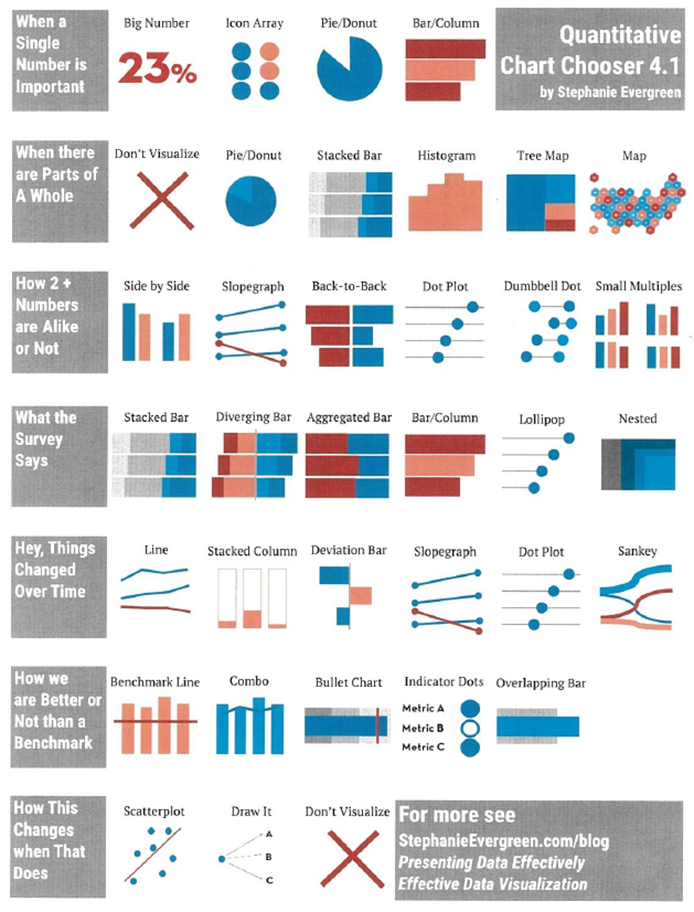 When a
Single
Number is
Important
Big Number
Icon Array
Pie/Donut
Bar/Column
23%
Quantitative
Chart Chooser 4.1
by Stephanie Evergreen
When there
are Parts of
A Whole
Don't Visualize
Pie/Donut
Stacked Bar
Histogram
Tree Map
Map
How 2 +
Numbers
are Alike
or Not
Side by Side
Slopegraph
Back-to-Back
Dot Plot
Dumbbell Dot
Small Multiples
What the
Survey
Says
Stacked Bar
Diverging Bar
Aggregated Bar
Bar/Column
Lollipop
Nested
Hey, Things
Changed
Over Time
Line
Stacked Column
Deviation Bar
Slopegraph
Dot Plot
Sankey
How we
are Better or
Not than a
Benchmark
Benchmark Line
Combo
Bullet Chart
Indicator Dots
Overlapping Bar
Metric A
Metric B
Metric C
How This
Changes
when That
Does
Scatterplot
Draw It
Don't Visualize
A
B
C
For more see
StephanieEvergreen.com/blog
Presenting Data Effectively
Effective Data Visualization